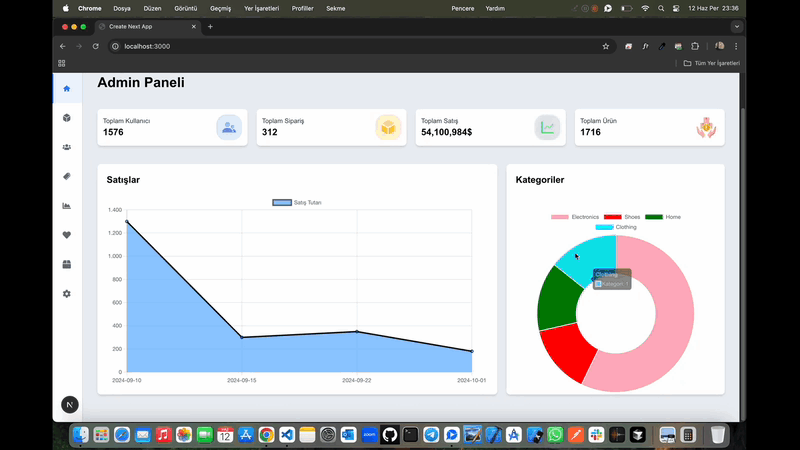 Chrome Dosya Düzen Görüntü Geçmiş Yer İşaretleri Profiller Sekme Pencere Yardım 12 Haz Per 23:36
Create Next App
localhost:3000
Tüm Yer İşaretleri
Admin Paneli
Toplam Kullanıcı
1576
Toplam Sipariş
312
Toplam Satış
54,100,984$
Toplam Ürün
1716
Satışlar
Satış Tutarı
1.400
1.200
1.000
800
600
400
200
0
2024-09-10 2024-09-15 2024-09-22 2024-10-01
Kategoriler
Electronics Shoes Home
Clothing
Clothing
Kategori: 1
N